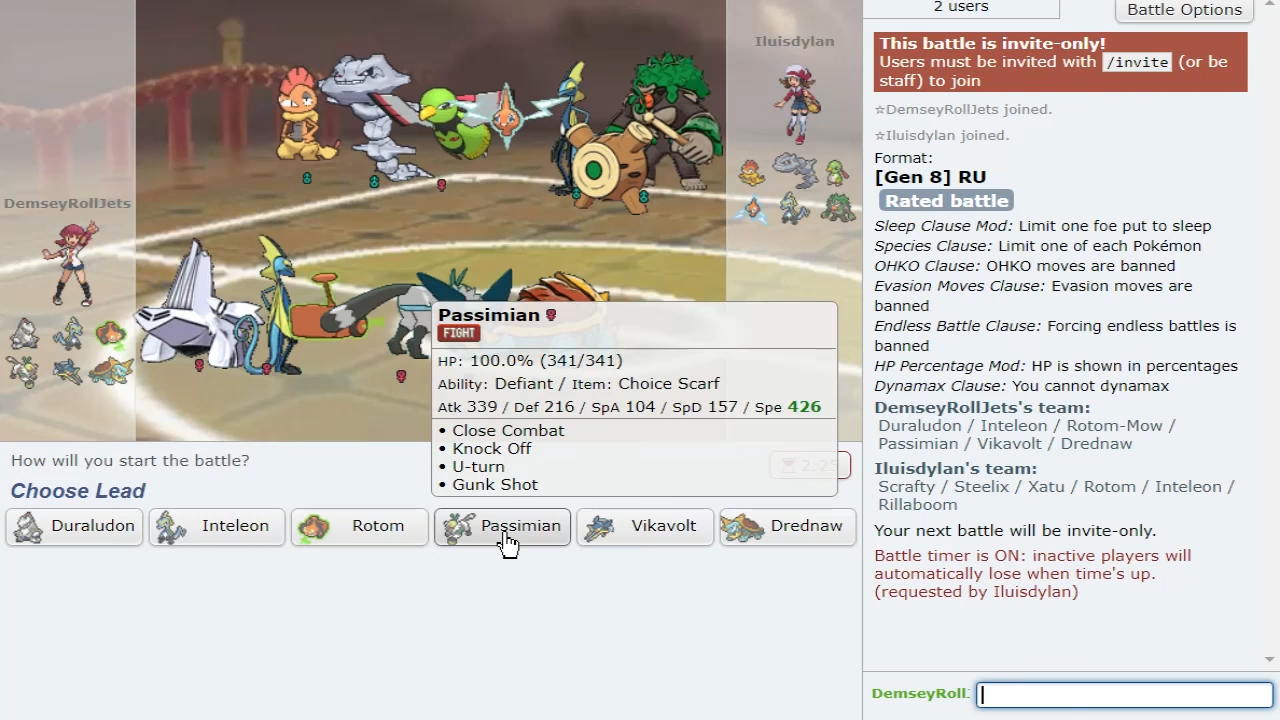 Iluisdylan
DemseyRollJets
Passimian
FIGHT
HP: 100.0% (341/341)
Ability: Defiant / Item: Choice Scarf
Atk 339 / Def 216 / SpA 104 / SpD 157 / Spe 426
• Close Combat
• Knock Off
• U-turn
• Gunk Shot
How will you start the battle?
2:25
Choose Lead
Duraludon
Inteleon
Rotom
Passimian
Vikavolt
Drednaw
2 users
Battle Options
This battle is invite-only!
Users must be invited with /invite (or be
staff) to join
☆DemseyRollJets joined.
☆Iluisdylan joined.
Format:
[Gen 8] RU
Rated battle
Sleep Clause Mod: Limit one foe put to sleep
Species Clause: Limit one of each Pokémon
OHKO Clause: OHKO moves are banned
Evasion Moves Clause: Evasion moves are
banned
Endless Battle Clause: Forcing endless battles is
banned
HP Percentage Mod: HP is shown in percentages
Dynamax Clause: You cannot dynamax
DemseyRollJets's team:
Duraludon / Inteleon / Rotom-Mow /
Passimian / Vikavolt / Drednaw
Iluisdylan's team:
Scrafty / Steelix / Xatu / Rotom / Inteleon /
Rillaboom
Your next battle will be invite-only.
Battle timer is ON: inactive players will
automatically lose when time's up.
(requested by Iluisdylan)
DemseyRoll: